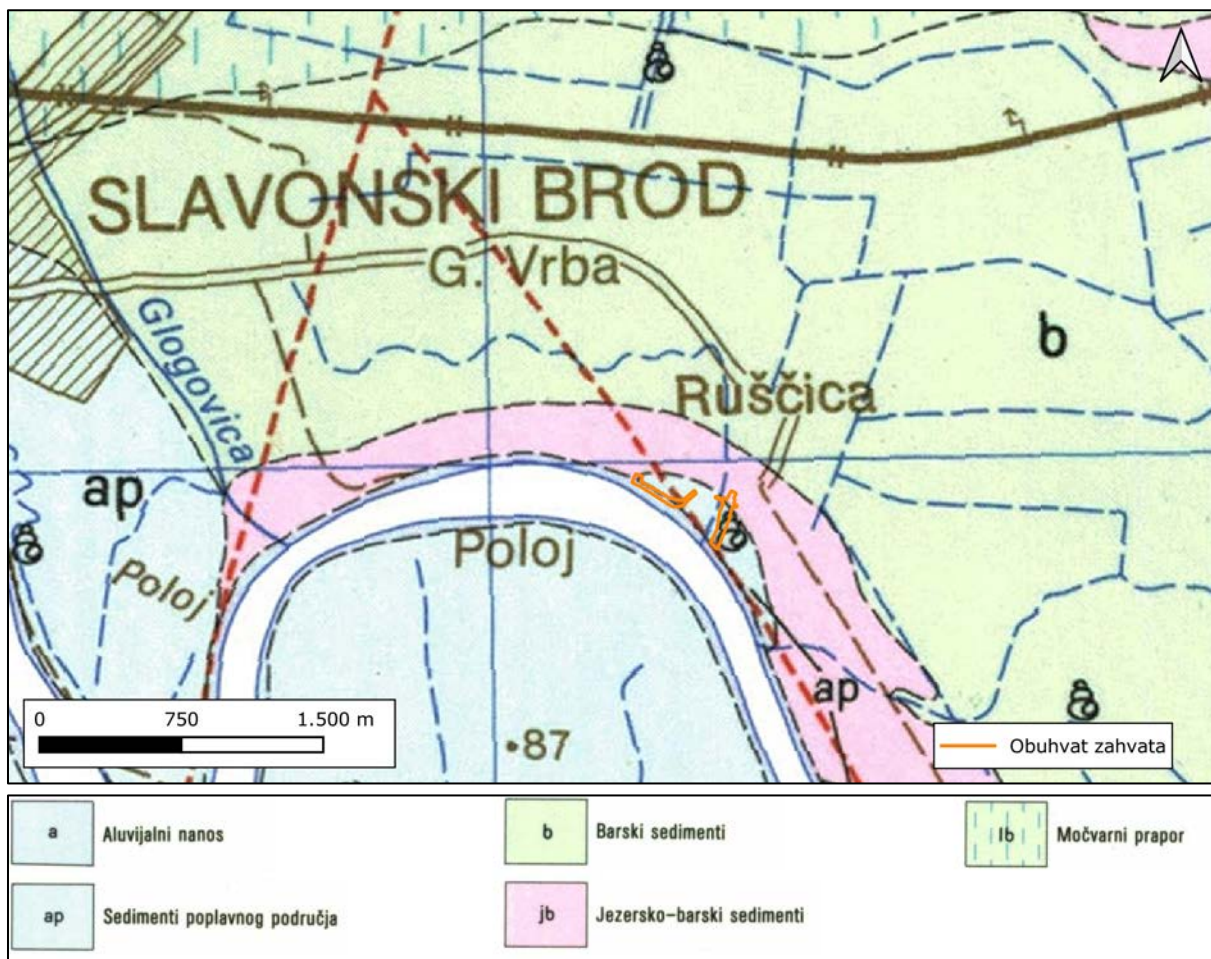 SLAVONSKI BROD
G. Vrba
Glogovica
Ruščica
b
ap
Poloj
Poloj
ap
•87
0 750 1.500 m
Obuhvat zahvata
a Aluvijalni nanos
b Barski sedimenti
lb Močvarni prapor
ap Sedimenti poplavnog područja
jb Jezersko-barski sedimenti